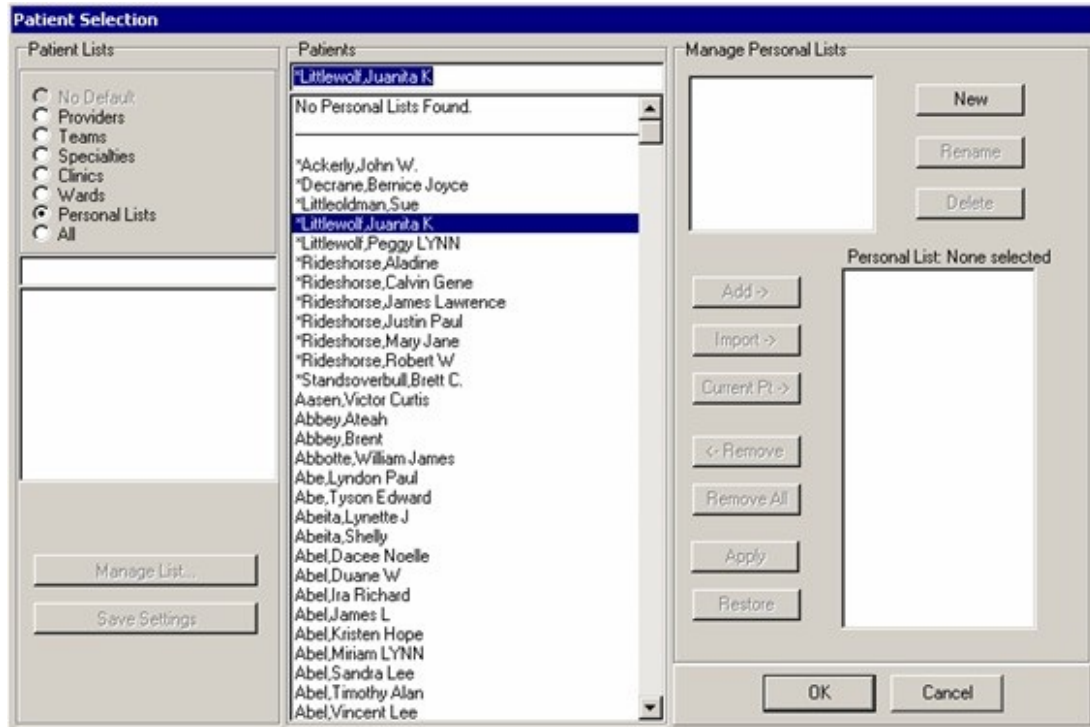 Patient Selection
Patient Lists
No Default
Providers
Teams
Specialties
Clinics
Wards
Personal Lists
All
Manage List...
Save Settings
Patients
*Littlewolf,Juanita K
No Personal Lists Found.
*Ackerly,John W.
*Decrane,Bernice Joyce
*Littleoldman,Sue
*Littlewolf,Juanita K
*Littlewolf,Peggy LYNN
*Rideshorse,Aladine
*Rideshorse,Calvin Gene
*Rideshorse,James Lawrence
*Rideshorse,Justin Paul
*Rideshorse,Mary Jane
*Rideshorse,Robert W
*Standsoverbull,Brett C.
Aasen,Victor Curtis
Abbey,Ateah
Abbey,Brent
Abbotte,William James
Abe,Lyndon Paul
Abe,Tyson Edward
Abeita,Lynette J
Abeita,Shelly
Abel,Dacee Noelle
Abel,Duane W
Abel,Ira Richard
Abel,James L
Abel,Kristen Hope
Abel,Miriam LYNN
Abel,Sandra Lee
Abel,Timothy Alan
Abel,Vincent Lee
Manage Personal Lists
New
Rename
Delete
Personal List: None selected
Add ->
Import ->
Current Pt ->
<- Remove
Remove All
Apply
Restore
OK
Cancel